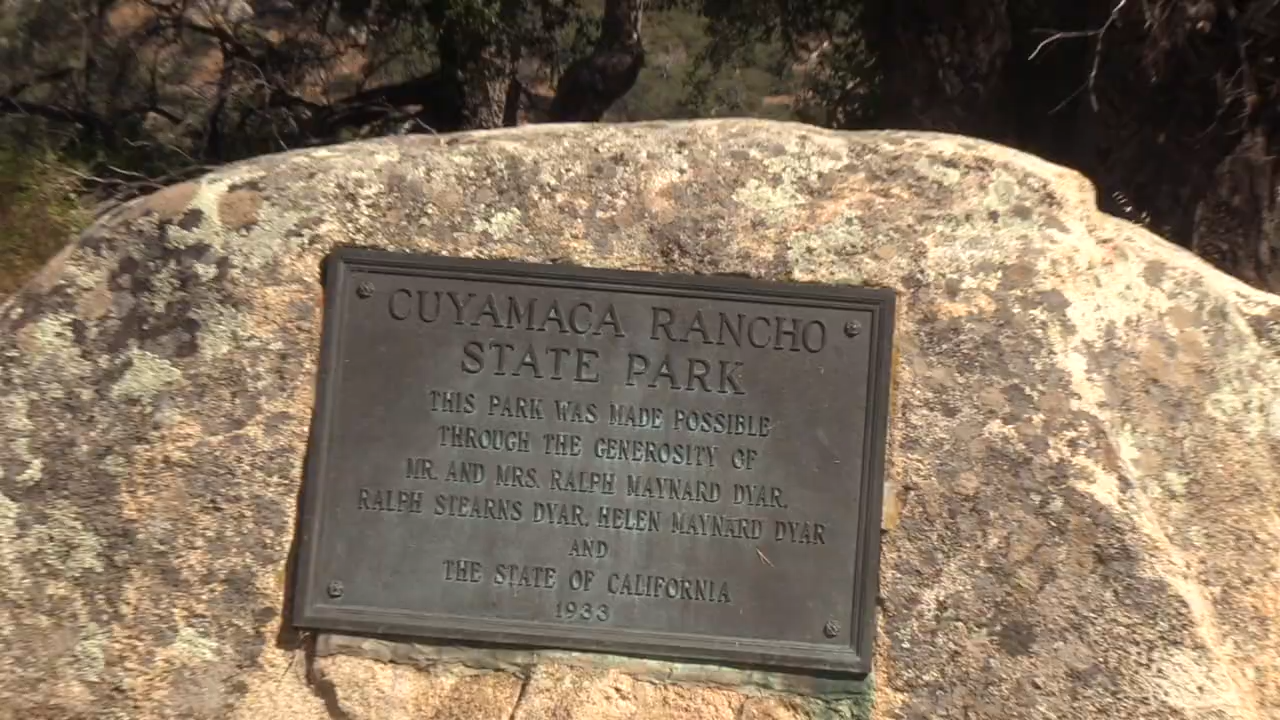 CUYAMACA RANCHO
STATE PARK
THIS PARK WAS MADE POSSIBLE
THROUGH THE GENEROSITY OF
MR. AND MRS. RALPH MAYNARD DYAR,
RALPH STEARNS DYAR, HELEN MAYNARD DYAR
AND
THE STATE OF CALIFORNIA
1933